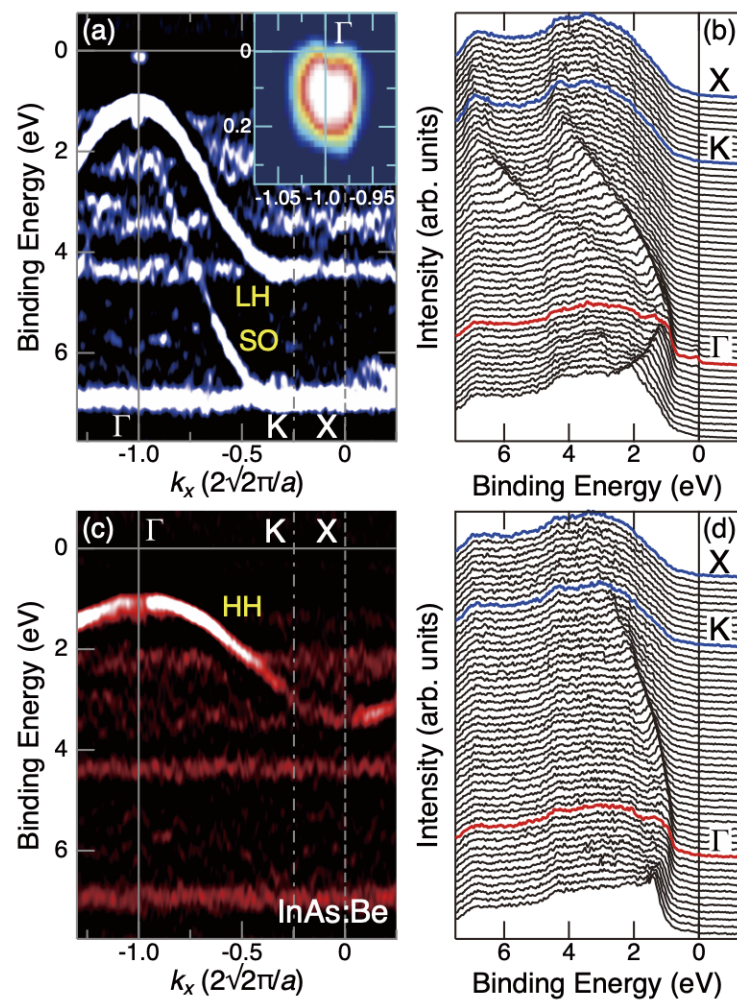 (a)
Γ
0
0.2
-1.05 -1.0 -0.95
0
2
4
6
Binding Energy (eV)
LH
SO
Γ K X
-1.0 -0.5 0
kₓ (2√2π/a)
(b)
X
K
Γ
Intensity (arb. units)
6 4 2 0
Binding Energy (eV)
(c) Γ K X
0
2
4
6
Binding Energy (eV)
HH
InAs:Be
-1.0 -0.5 0
kₓ (2√2π/a)
(d)
X
K
Γ
Intensity (arb. units)
6 4 2 0
Binding Energy (eV)